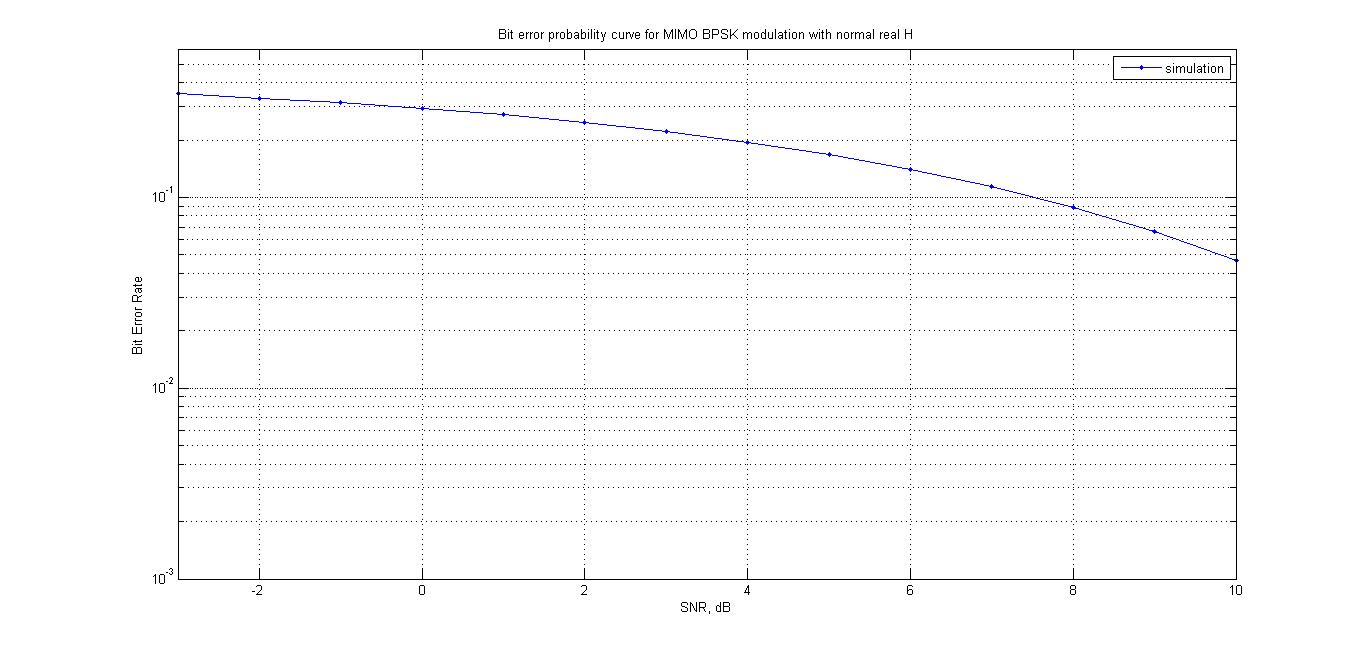 Bit error probability curve for MIMO BPSK modulation with normal real H
simulation
10^-1
10^-2
10^-3
Bit Error Rate
-2 0 2 4 6 8 10
SNR, dB